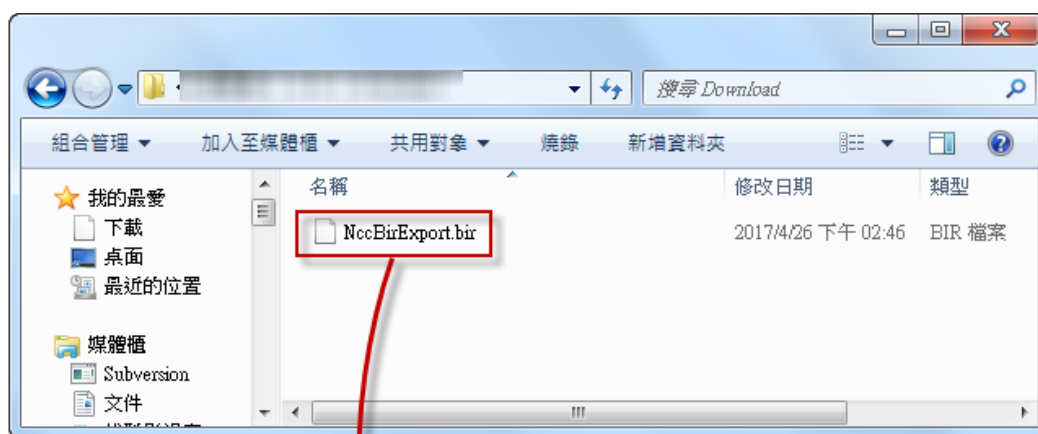 搜尋 Download
組合管理 加入至媒體櫃 共用對象 燒錄 新增資料夾
名稱 修改日期 類型
我的最愛
NccBirExport.bir 2017/4/26 下午 02:46 BIR 檔案
下載
桌面
最近的位置
媒體櫃
Subversion
文件